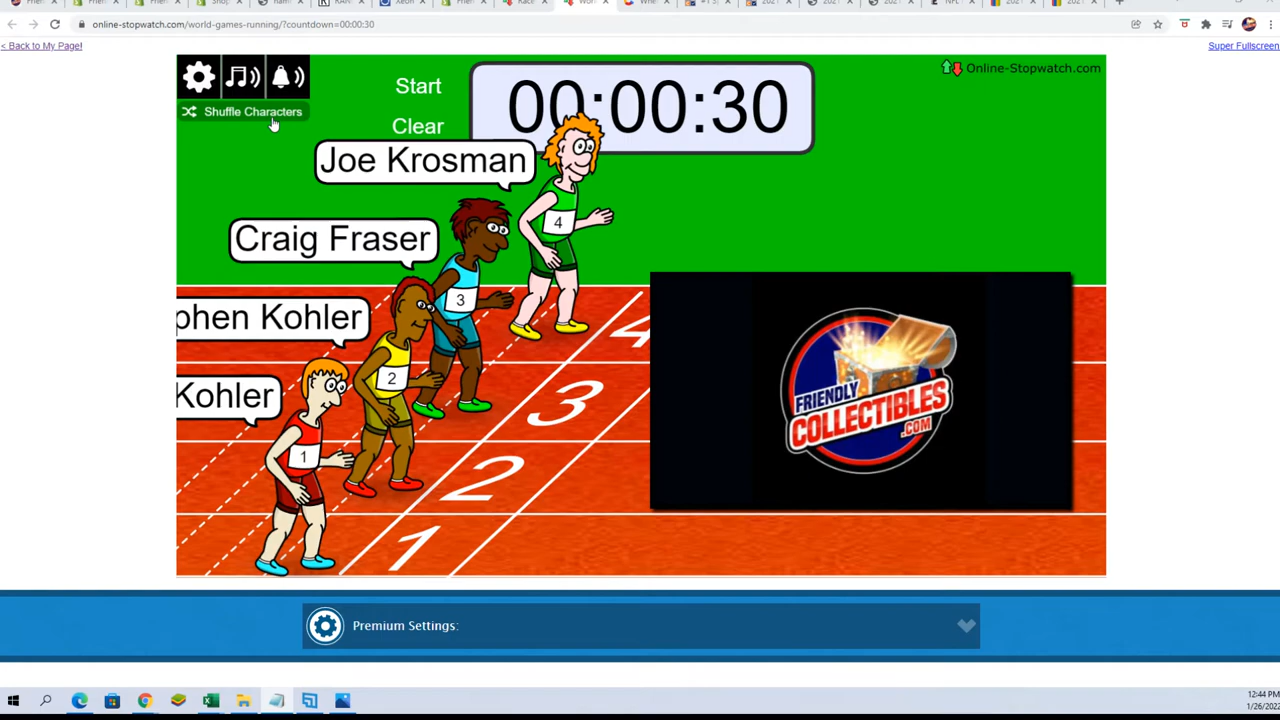 online-stopwatch.com/world-games-running/?countdown=00:00:30
< Back to My Page!
Super Fullscreen
Start
Clear
00:00:30
Online-Stopwatch.com
Shuffle Characters
Joe Krosman
4
Craig Fraser
3
phen Kohler
2
Kohler
1
4
3
2
1
FRIENDLY
COLLECTIBLES
.COM
Premium Settings:
12:44 PM
1/26/2022